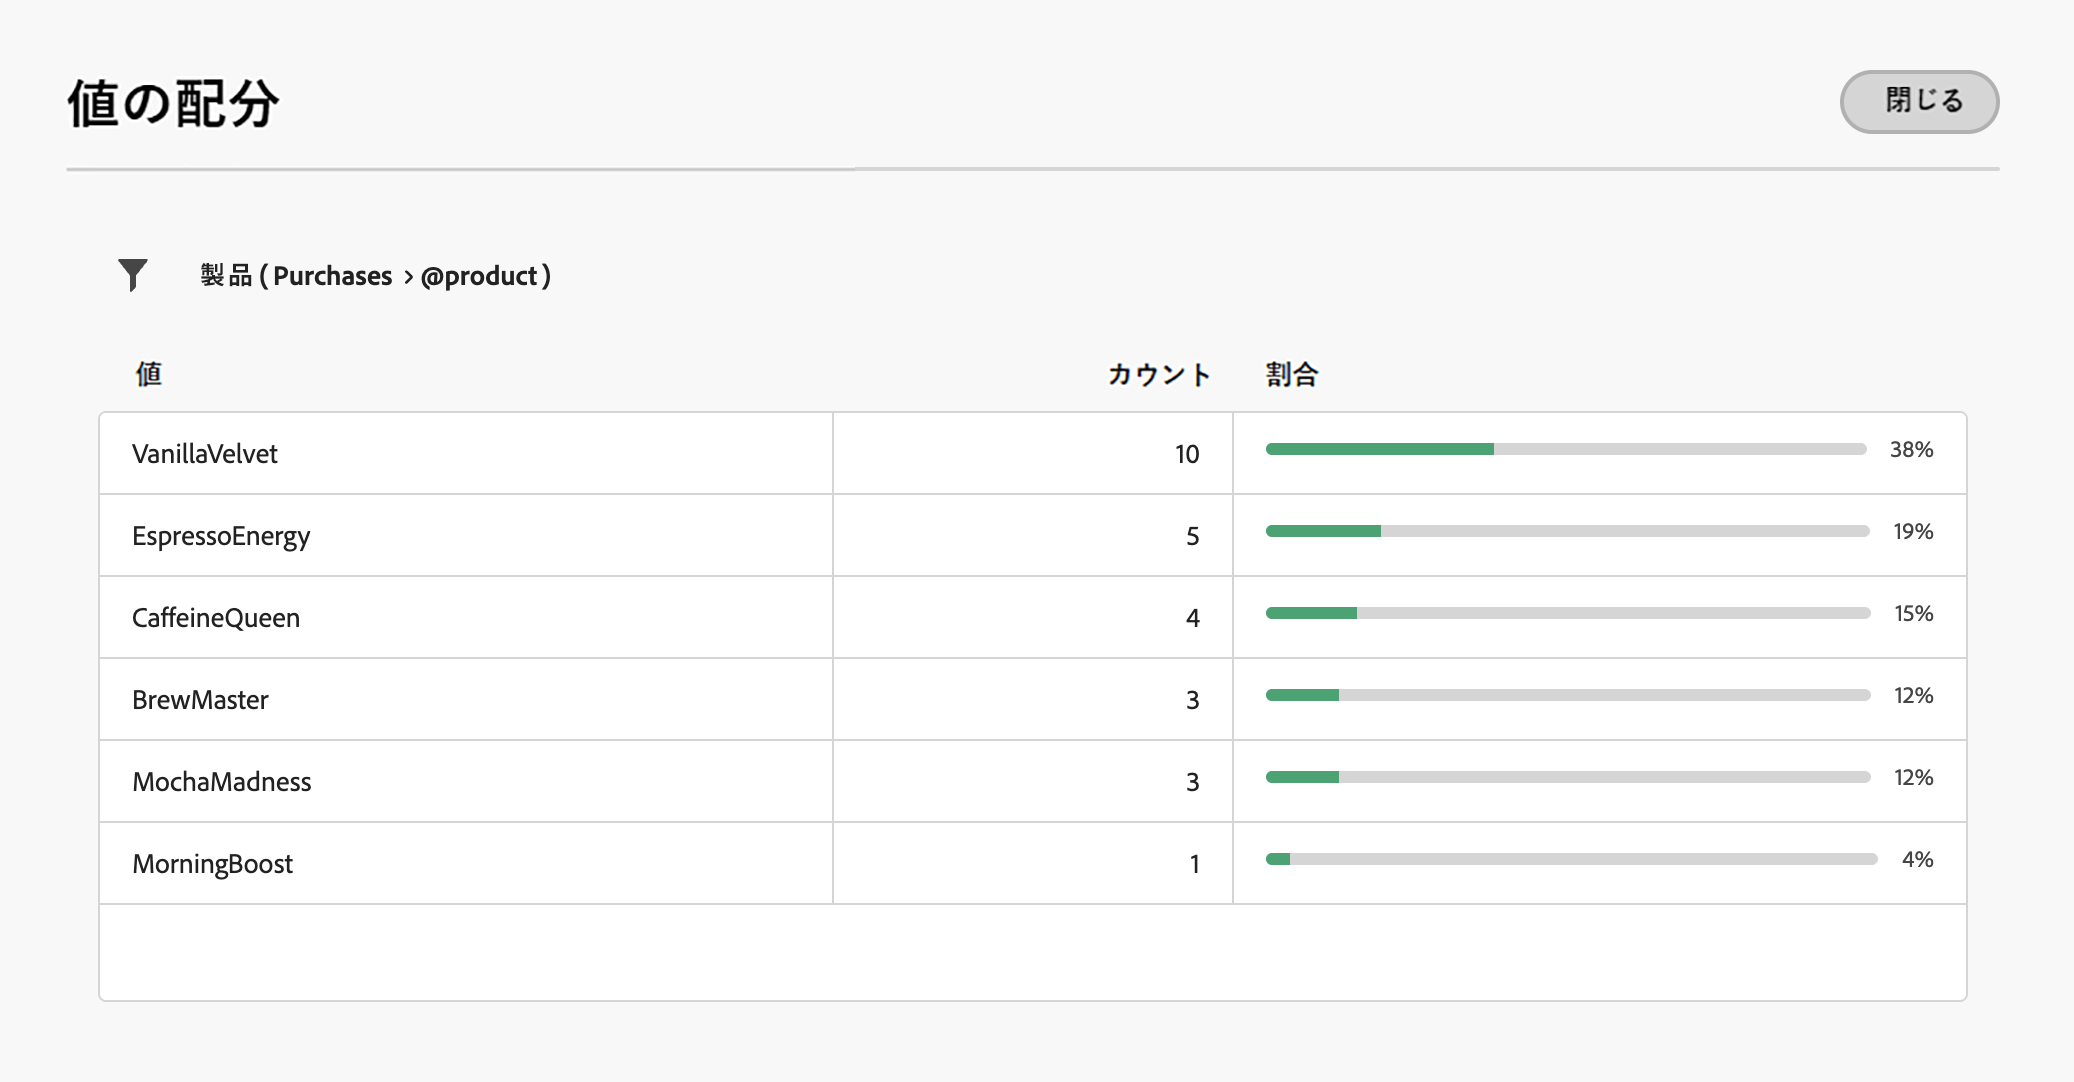 値の配分
閉じる
製品 (Purchases › @product)
値 カウント 割合
VanillaVelvet 10 38%
EspressoEnergy 5 19%
CaffeineQueen 4 15%
BrewMaster 3 12%
MochaMadness 3 12%
MorningBoost 1 4%